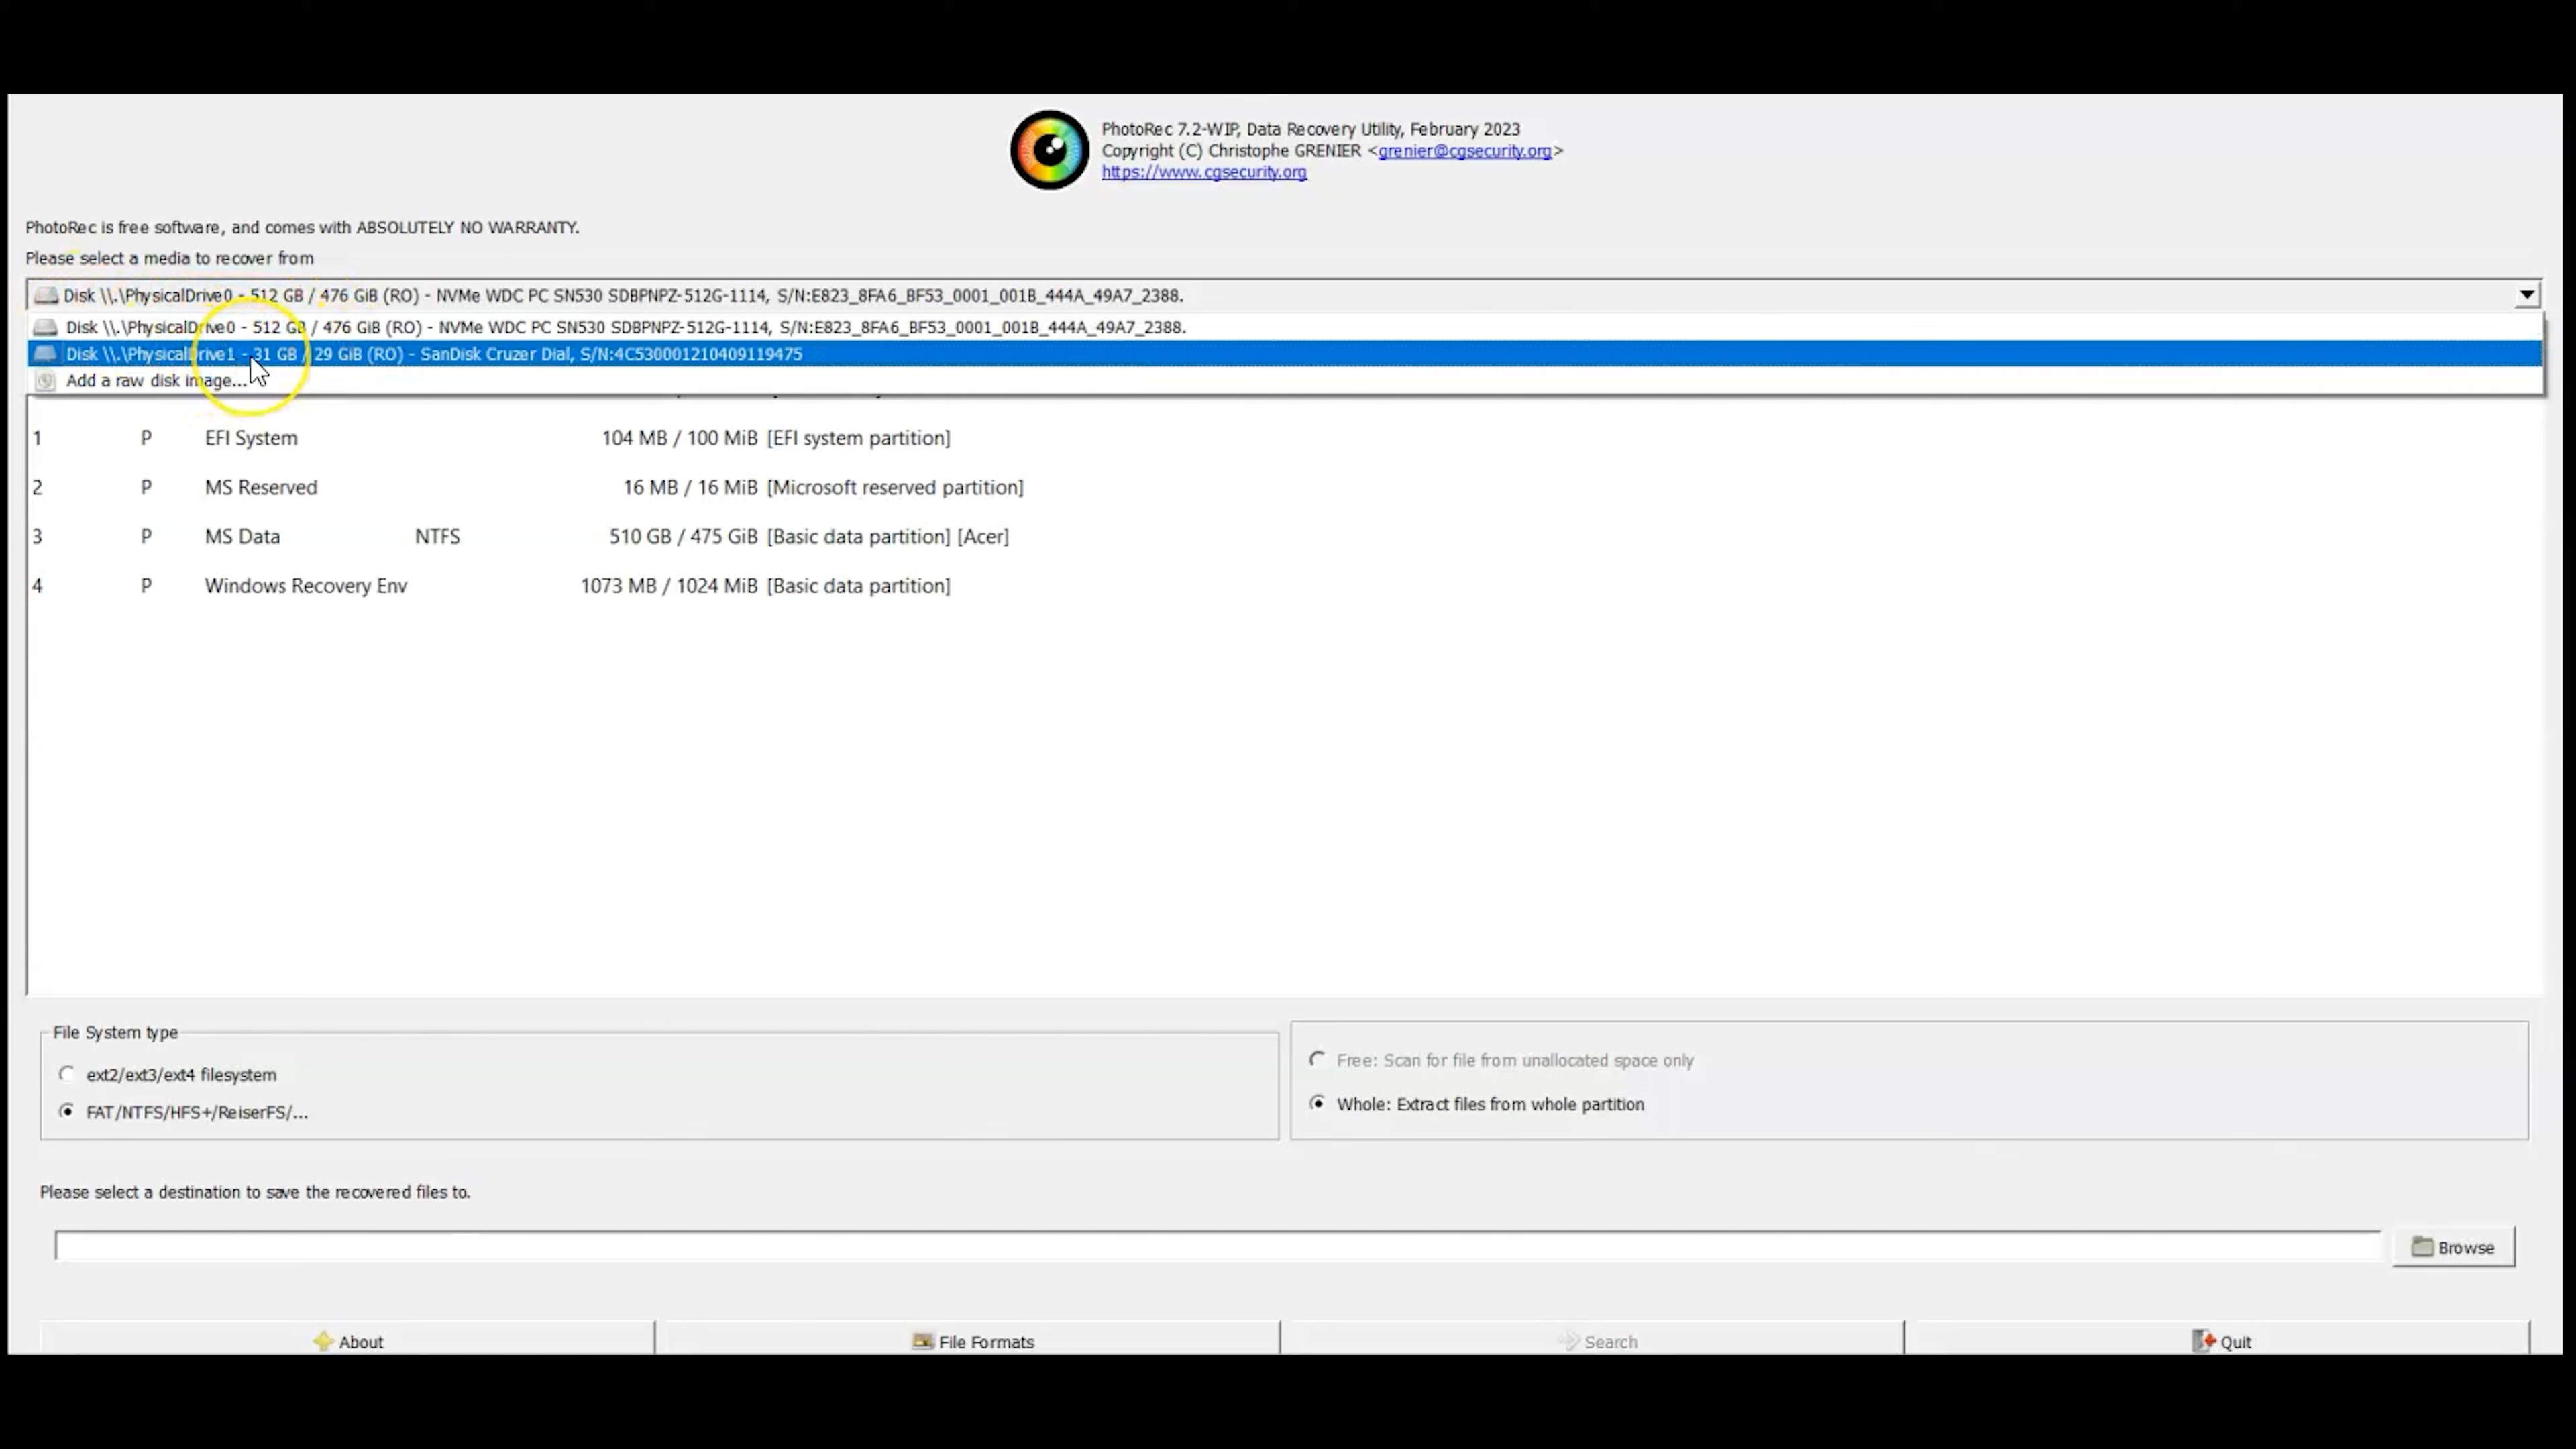 PhotoRec 7.2-WIP, Data Recovery Utility, February 2023
Copyright (C) Christophe GRENIER <grenier@cgsecurity.org>
https://www.cgsecurity.org
PhotoRec is free software, and comes with ABSOLUTELY NO WARRANTY.
Please select a media to recover from
Disk \\.\PhysicalDrive0 - 512 GB / 476 GiB (RO) - NVMe WDC PC SN530 SDBPNPZ-512G-1114, S/N:E823_8FA6_BF53_0001_001B_444A_49A7_2388.
Disk \\.\PhysicalDrive0 - 512 GB / 476 GiB (RO) - NVMe WDC PC SN530 SDBPNPZ-512G-1114, S/N:E823_8FA6_BF53_0001_001B_444A_49A7_2388.
Disk \\.\PhysicalDrive1 - 31 GB / 29 GiB (RO) - SanDisk Cruzer Dial, S/N:4C530001210409119475
Add a raw disk image...
1 P EFI System 104 MB / 100 MiB [EFI system partition]
2 P MS Reserved 16 MB / 16 MiB [Microsoft reserved partition]
3 P MS Data NTFS 510 GB / 475 GiB [Basic data partition] [Acer]
4 P Windows Recovery Env 1073 MB / 1024 MiB [Basic data partition]
File System type
ext2/ext3/ext4 filesystem
FAT/NTFS/HFS+/ReiserFS/...
Free: Scan for file from unallocated space only
Whole: Extract files from whole partition
Please select a destination to save the recovered files to.
Browse
About File Formats Search Quit